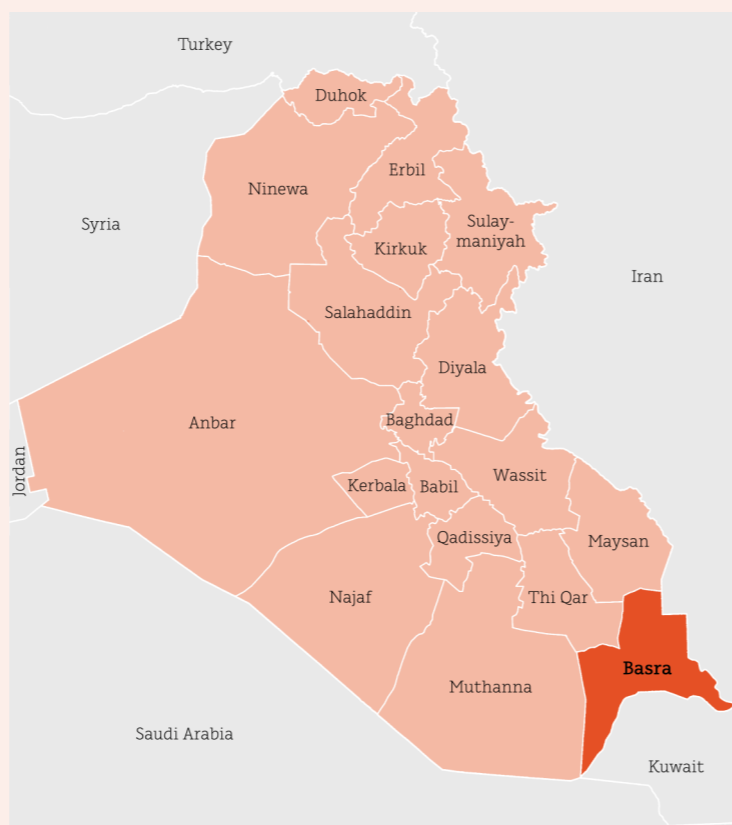 Turkey
Duhok
Ninewa
Erbil
Syria
Sulay-
maniyah
Kirkuk
Iran
Salahaddin
Diyala
Anbar
Baghdad
Jordan
Kerbala
Babil
Wassit
Qadissiya
Maysan
Najaf
Thi Qar
Basra
Muthanna
Saudi Arabia
Kuwait